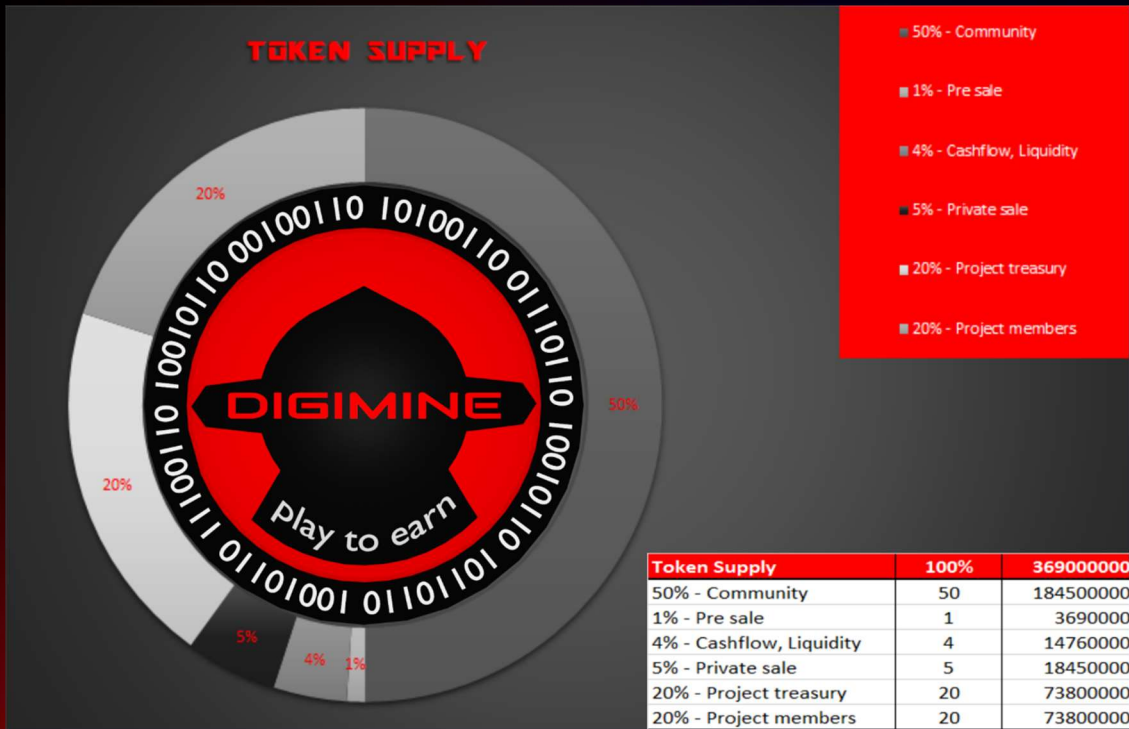 TOKEN SUPPLY
50% - Community
1% - Pre sale
4% - Cashflow, Liquidity
5% - Private sale
20% - Project treasury
20% - Project members
20%
50%
20%
5%
4%
1%
10010110 00100110 10100110 01110110 10010110
DIGIMINE
play to earn
Token Supply 100% 369000000
50% - Community 50 184500000
1% - Pre sale 1 3690000
4% - Cashflow, Liquidity 4 14760000
5% - Private sale 5 18450000
20% - Project treasury 20 73800000
20% - Project members 20 73800000